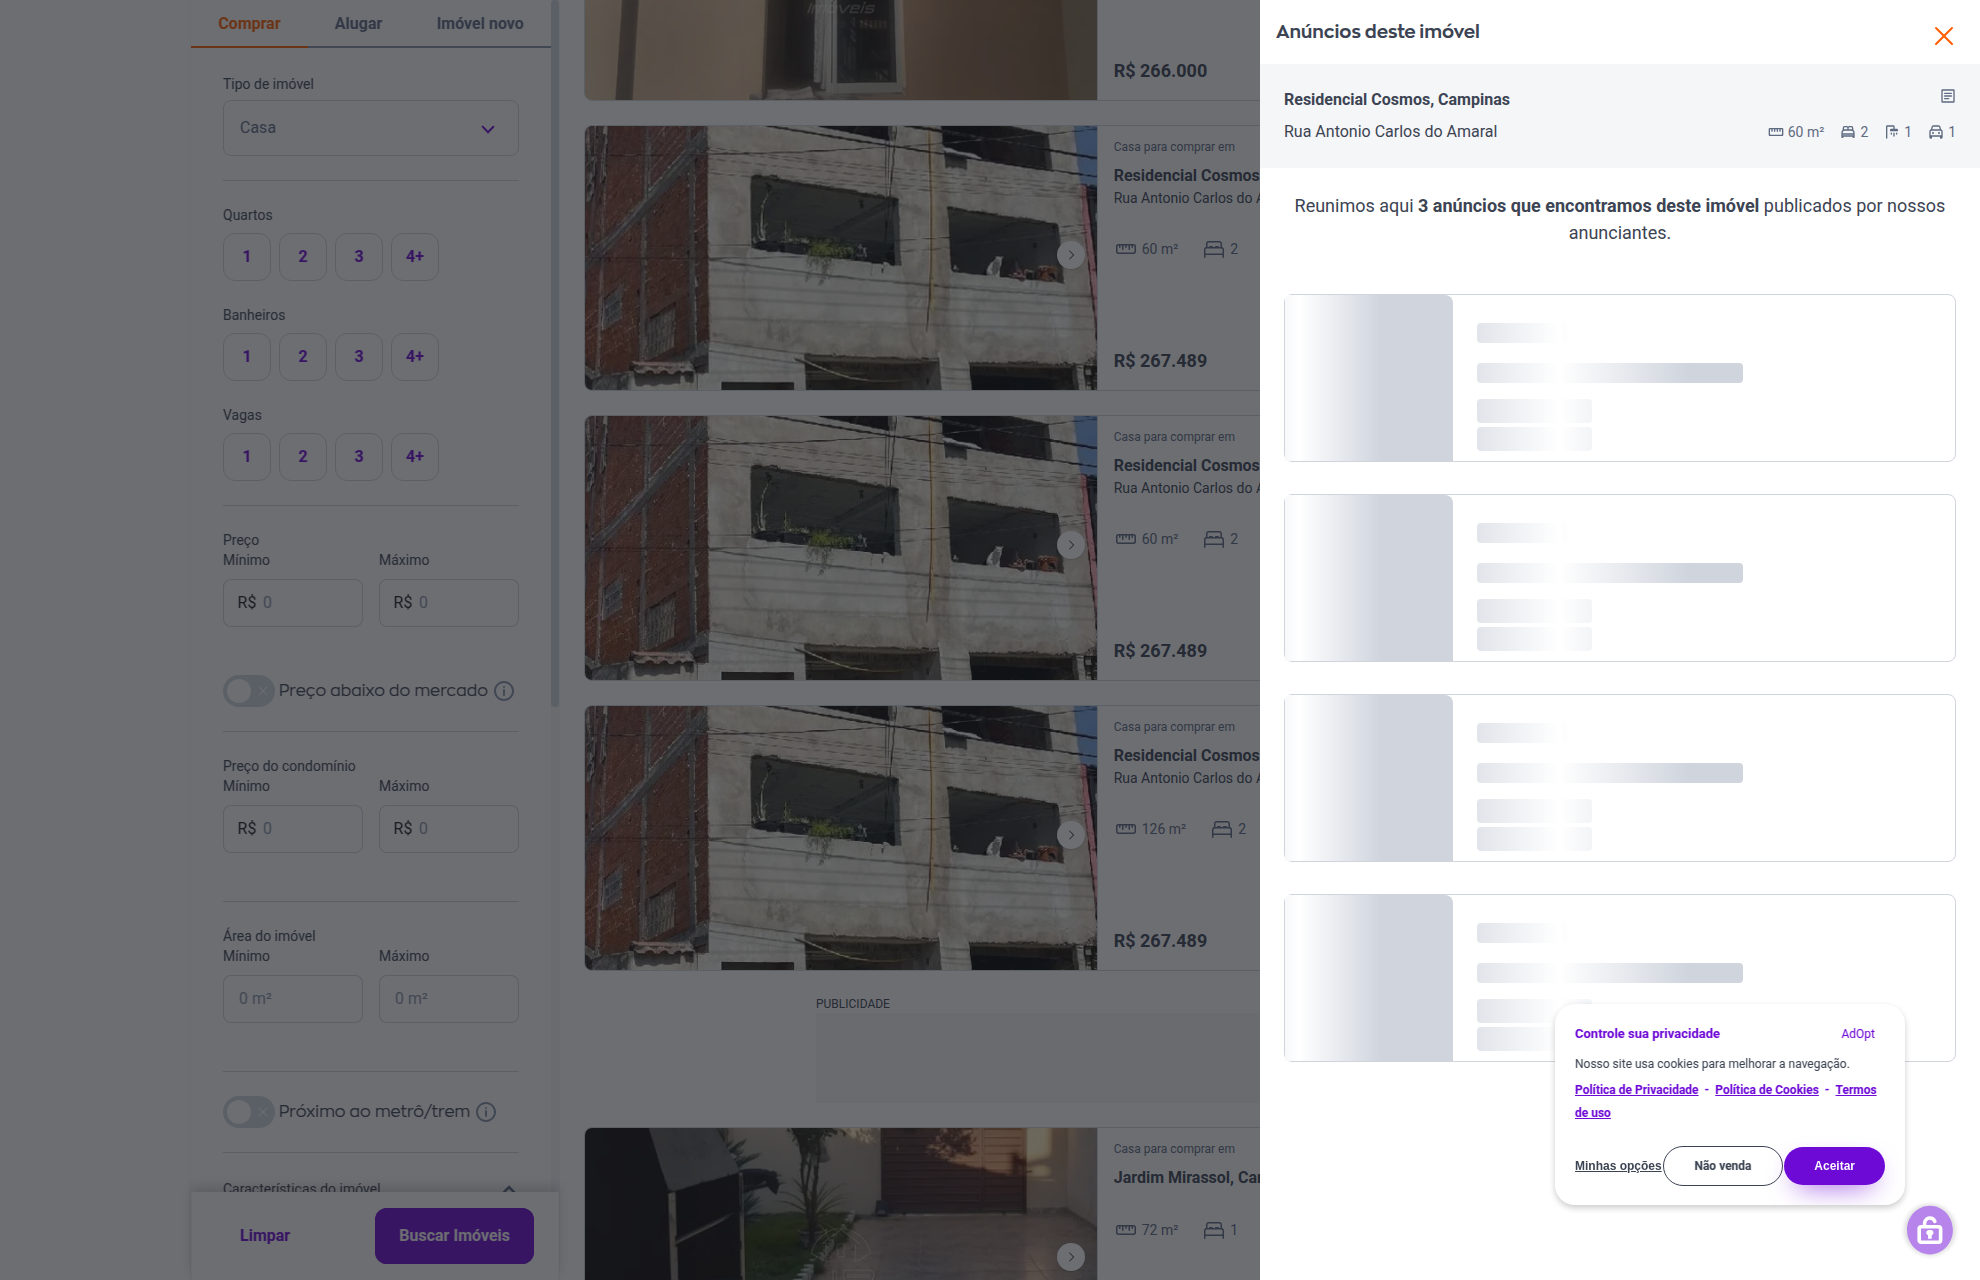 Comprar
Alugar
Imóvel novo
Tipo de imóvel
Casa
Quartos
1
2
3
4+
Banheiros
1
2
3
4+
Vagas
1
2
3
4+
Preço
Mínimo
Máximo
R$ 0
R$ 0
Preço abaixo do mercado
Preço do condomínio
Mínimo
Máximo
R$ 0
R$ 0
Área do imóvel
Mínimo
Máximo
0 m²
0 m²
Próximo ao metrô/trem
Características do imóvel
Limpar
Buscar Imóveis
Imóveis
R$ 266.000
Casa para comprar em
Residencial Cosmos
Rua Antonio Carlos do A
60 m²
2
R$ 267.489
Casa para comprar em
Residencial Cosmos
Rua Antonio Carlos do A
60 m²
2
R$ 267.489
Casa para comprar em
Residencial Cosmos
Rua Antonio Carlos do A
126 m²
2
R$ 267.489
PUBLICIDADE
Casa para comprar em
Jardim Mirassol, Car
72 m²
1
Anúncios deste imóvel
Residencial Cosmos, Campinas
Rua Antonio Carlos do Amaral
60 m²
2
1
1
Reunimos aqui 3 anúncios que encontramos deste imóvel publicados por nossos
anunciantes.
Controle sua privacidade
AdOpt
Nosso site usa cookies para melhorar a navegação.
Política de Privacidade - Política de Cookies - Termos
de uso
Minhas opções
Não venda
Aceitar